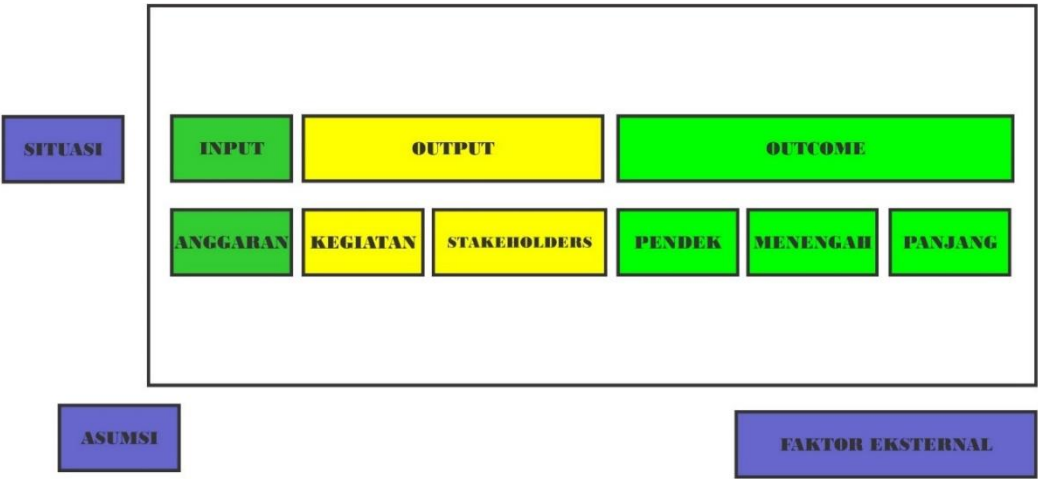 SITUASI
INPUT
OUTPUT
OUTCOME
ANGGARAN
KEGIATAN
STAKEHOLDERS
PENDEK
MENENGAH
PANJANG
ASUMSI
FAKTOR EKSTERNAL